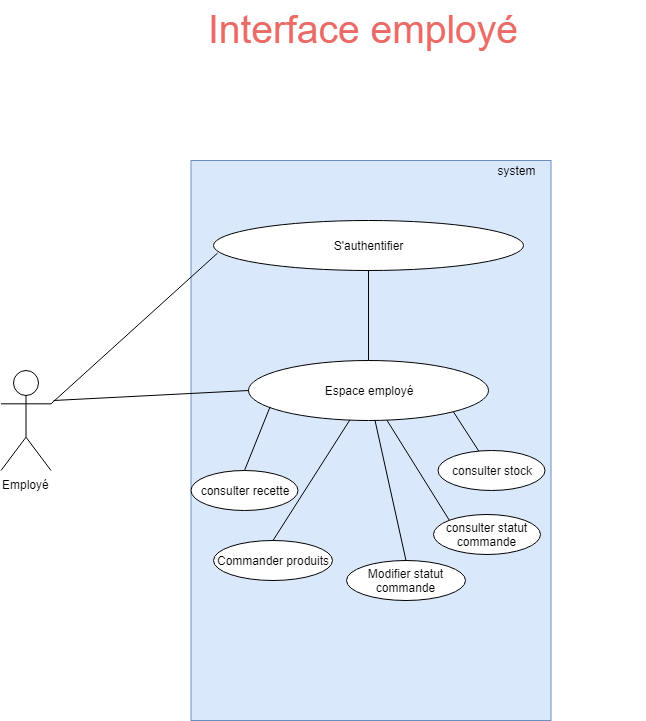 Interface employé
system
S'authentifier
Espace employé
Employé
consulter recette
consulter stock
consulter statut
commande
Commander produits
Modifier statut
commande